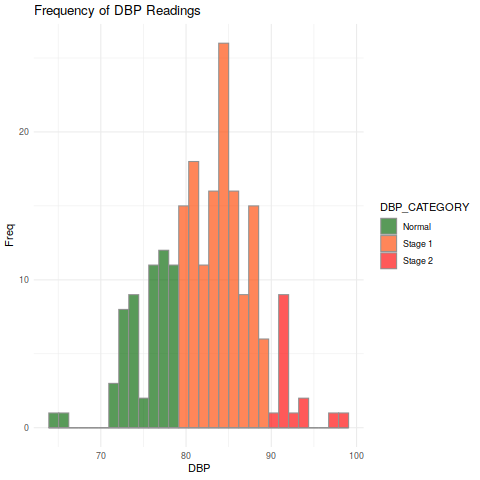 Frequency of DBP Readings
20
10
0
Freq
70 80 90 100
DBP
DBP_CATEGORY
Normal
Stage 1
Stage 2